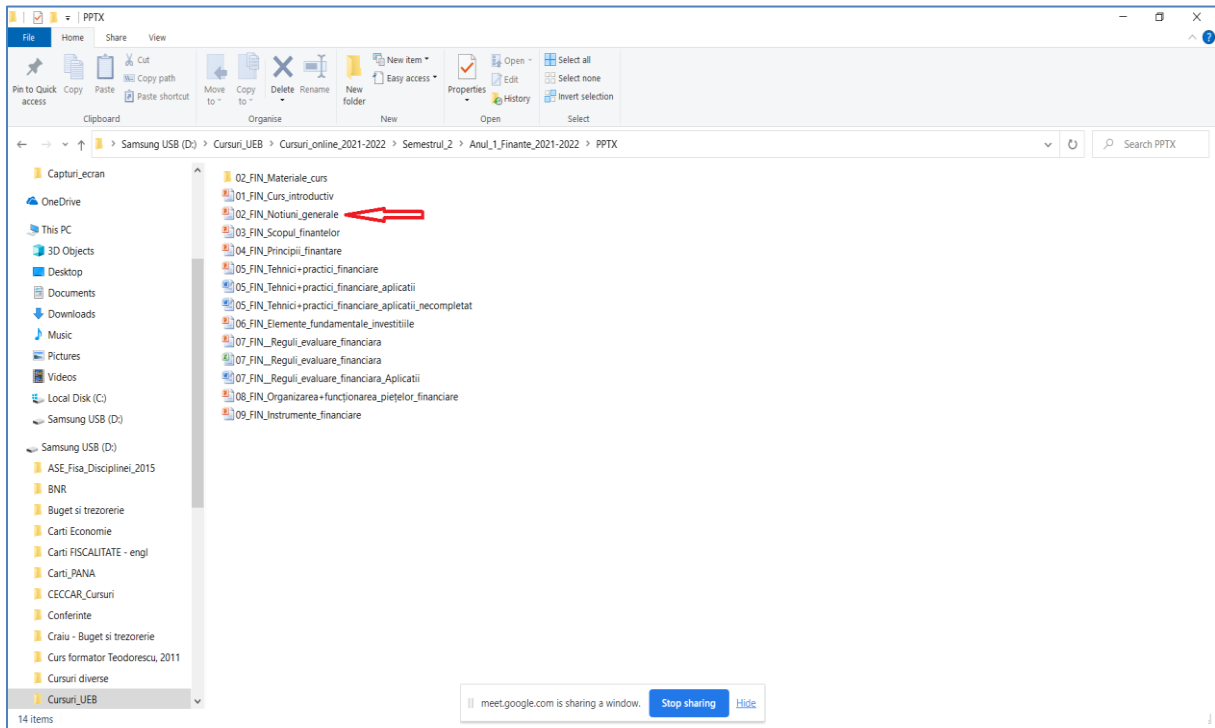 PPTX
File Home Share View
Pin to Quick access
Copy
Paste
Cut
Copy path
Paste shortcut
Clipboard
Move to
Copy to
Delete
Rename
Organise
New folder
New item
Easy access
New
Properties
Open
Edit
History
Open
Select all
Select none
Invert selection
Select
> Samsung USB (D:) > Cursuri_UEB > Cursuri_online_2021-2022 > Semestrul_2 > Anul_1_Finante_2021-2022 > PPTX
Search PPTX
Capturi_ecran
OneDrive
This PC
3D Objects
Desktop
Documents
Downloads
Music
Pictures
Videos
Local Disk (C:)
Samsung USB (D:)
Samsung USB (D:)
ASE_Fisa_Disciplinei_2015
BNR
Buget si trezorerie
Carti Economie
Carti FISCALITATE - engl
Carti_PANA
CECCAR_Cursuri
Conferinte
Craiu - Buget si trezorerie
Curs formator Teodorescu, 2011
Cursuri diverse
Cursuri_UEB
02_FIN_Materiale_curs
01_FIN_Curs_introductiv
02_FIN_Notiuni_generale
03_FIN_Scopul_finantelor
04_FIN_Principii_finantare
05_FIN_Tehnici+practici_financiare
05_FIN_Tehnici+practici_financiare_aplicatii
05_FIN_Tehnici+practici_financiare_aplicatii_necompletat
06_FIN_Elemente_fundamentale_investitiile
07_FIN__Reguli_evaluare_financiara
07_FIN__Reguli_evaluare_financiara
07_FIN__Reguli_evaluare_financiara_Aplicatii
08_FIN_Organizarea+funcționarea_piețelor_financiare
09_FIN_Instrumente_financiare
meet.google.com is sharing a window. Stop sharing Hide
14 items